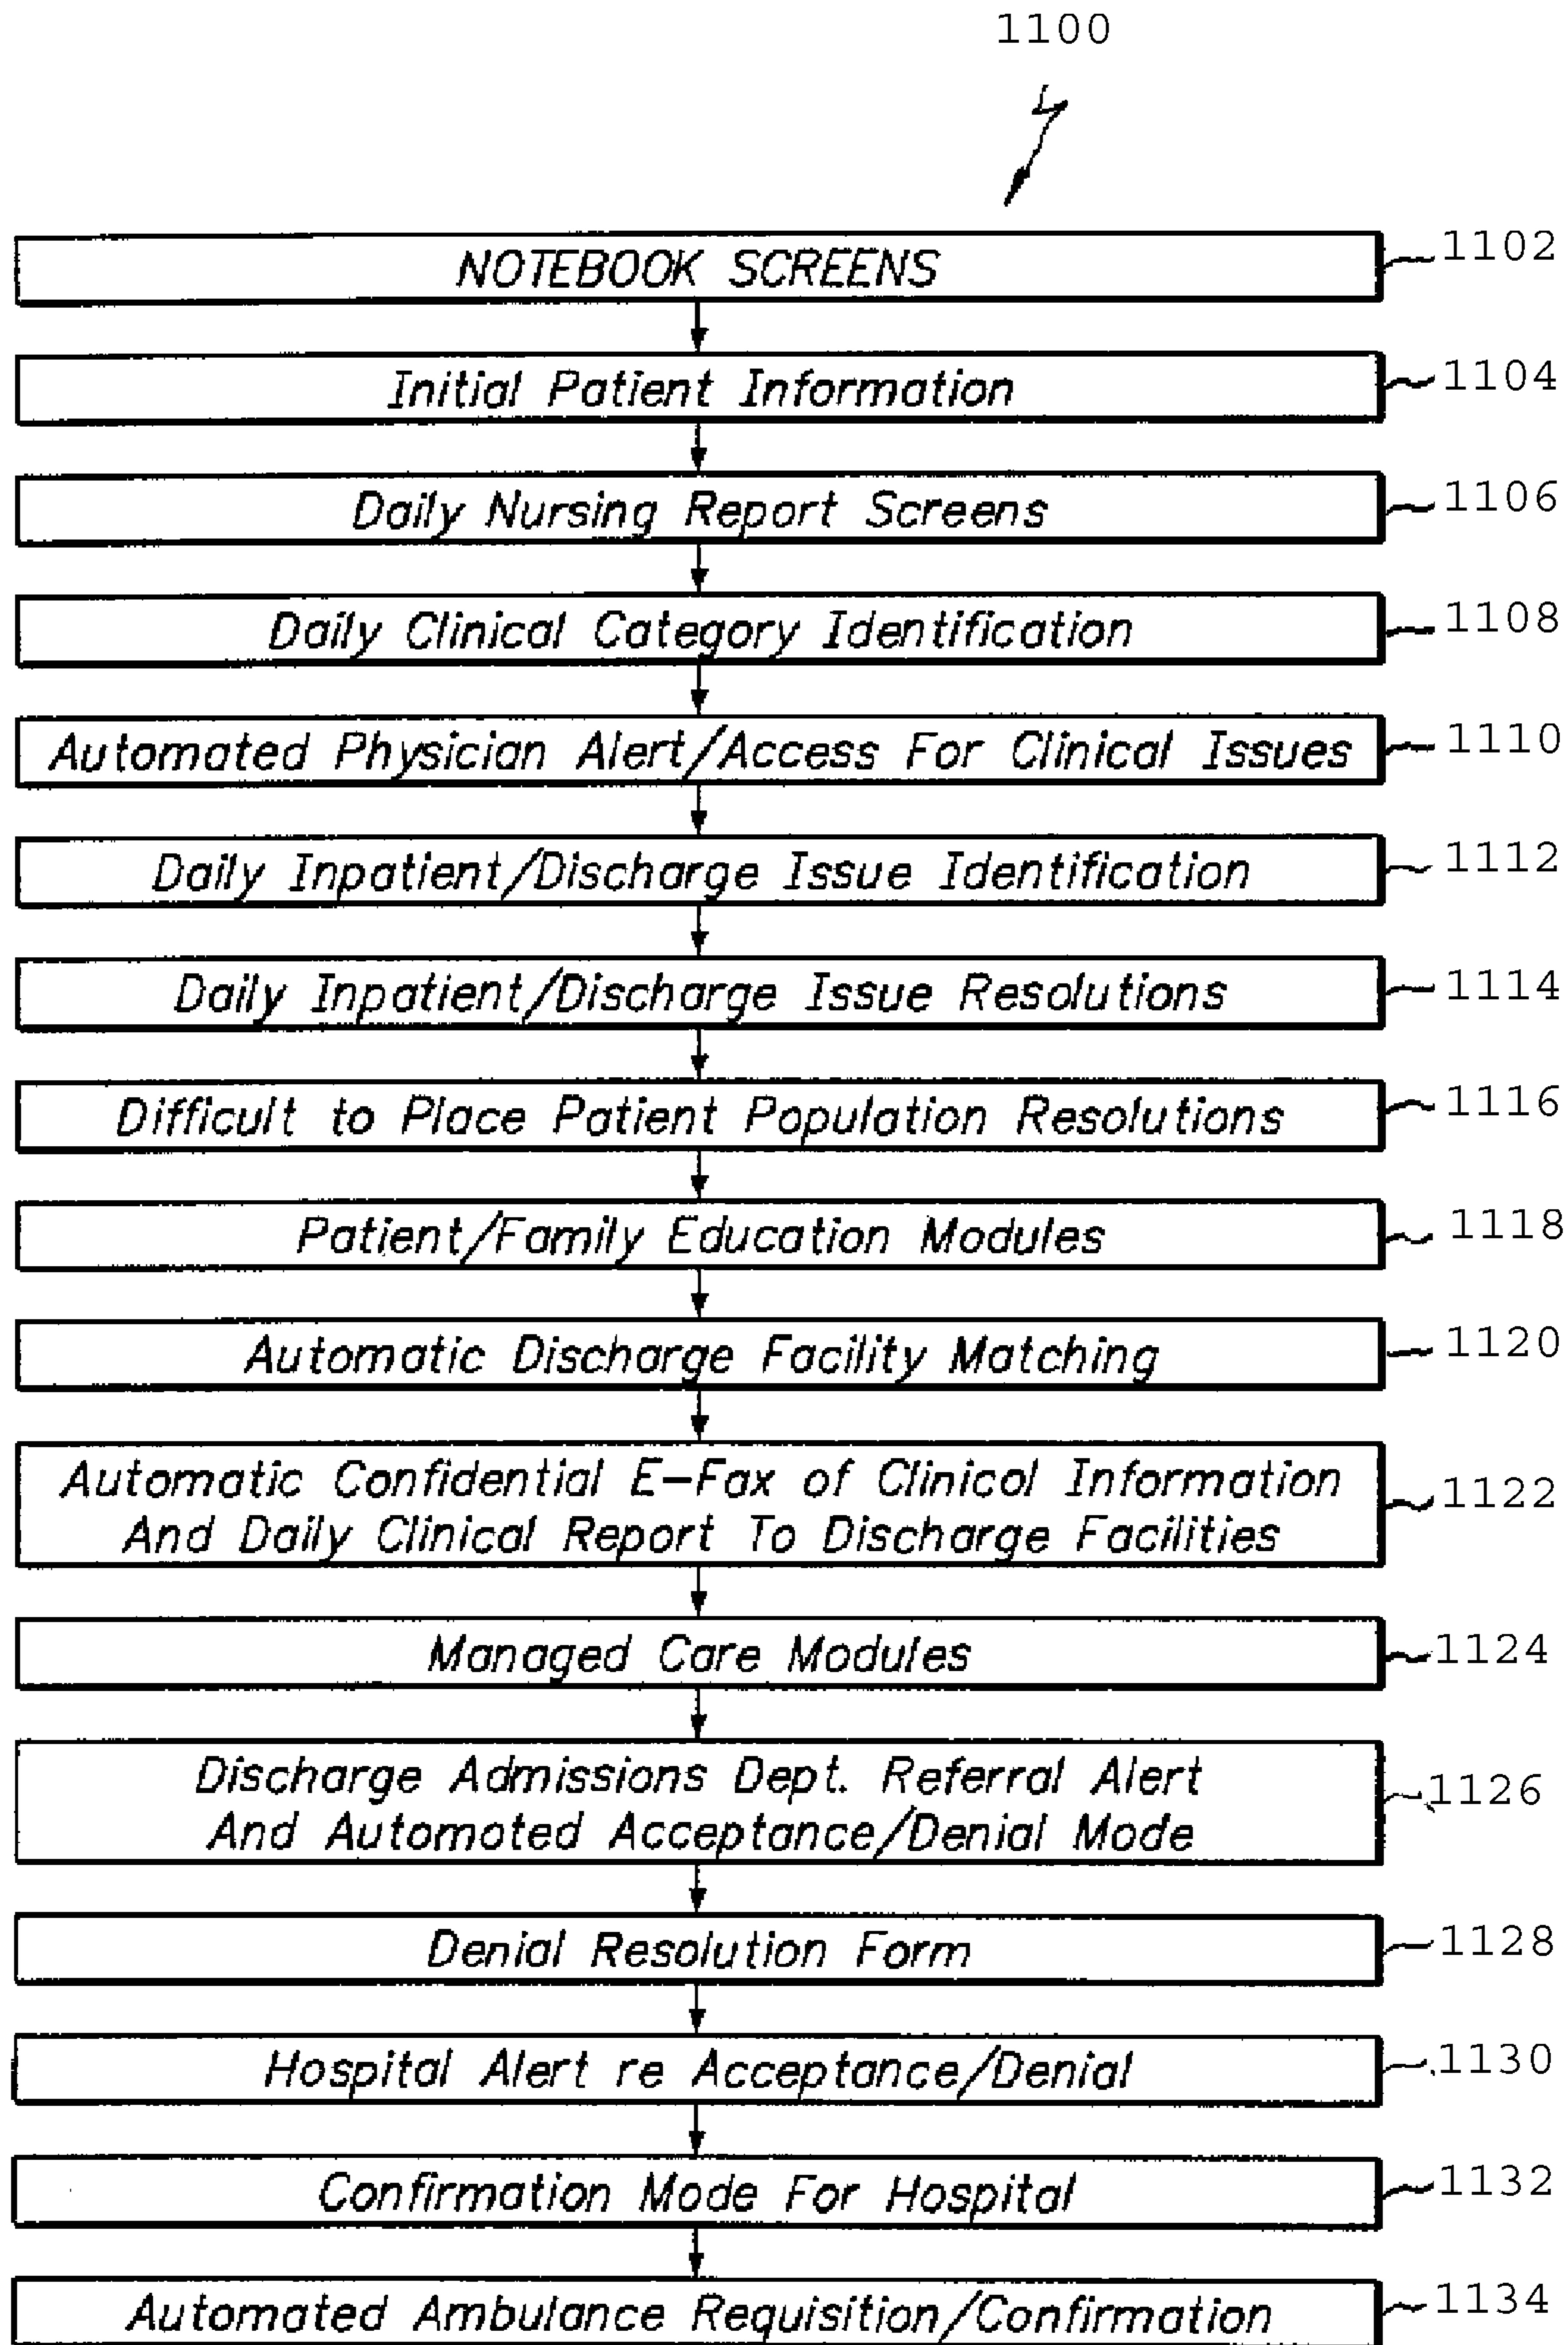 1100
NOTEBOOK SCREENS 1102
Initial Patient Information 1104
Daily Nursing Report Screens 1106
Daily Clinical Category Identification 1108
Automated Physician Alert/Access For Clinical Issues 1110
Daily Inpatient/Discharge Issue Identification 1112
Daily Inpatient/Discharge Issue Resolutions 1114
Difficult to Place Patient Population Resolutions 1116
Patient/Family Education Modules 1118
Automatic Discharge Facility Matching 1120
Automatic Confidential E-Fax of Clinicol Information
And Daily Clinical Report To Discharge Facilities 1122
Managed Care Modules 1124
Discharge Admissions Dept. Referral Alert
And Automoted Acceptance/Denial Mode 1126
Denial Resolution Form 1128
Hospital Alert re Acceptance/Denial 1130
Confirmation Mode For Hospital 1132
Automated Ambulance Requisition/Confirmation 1134